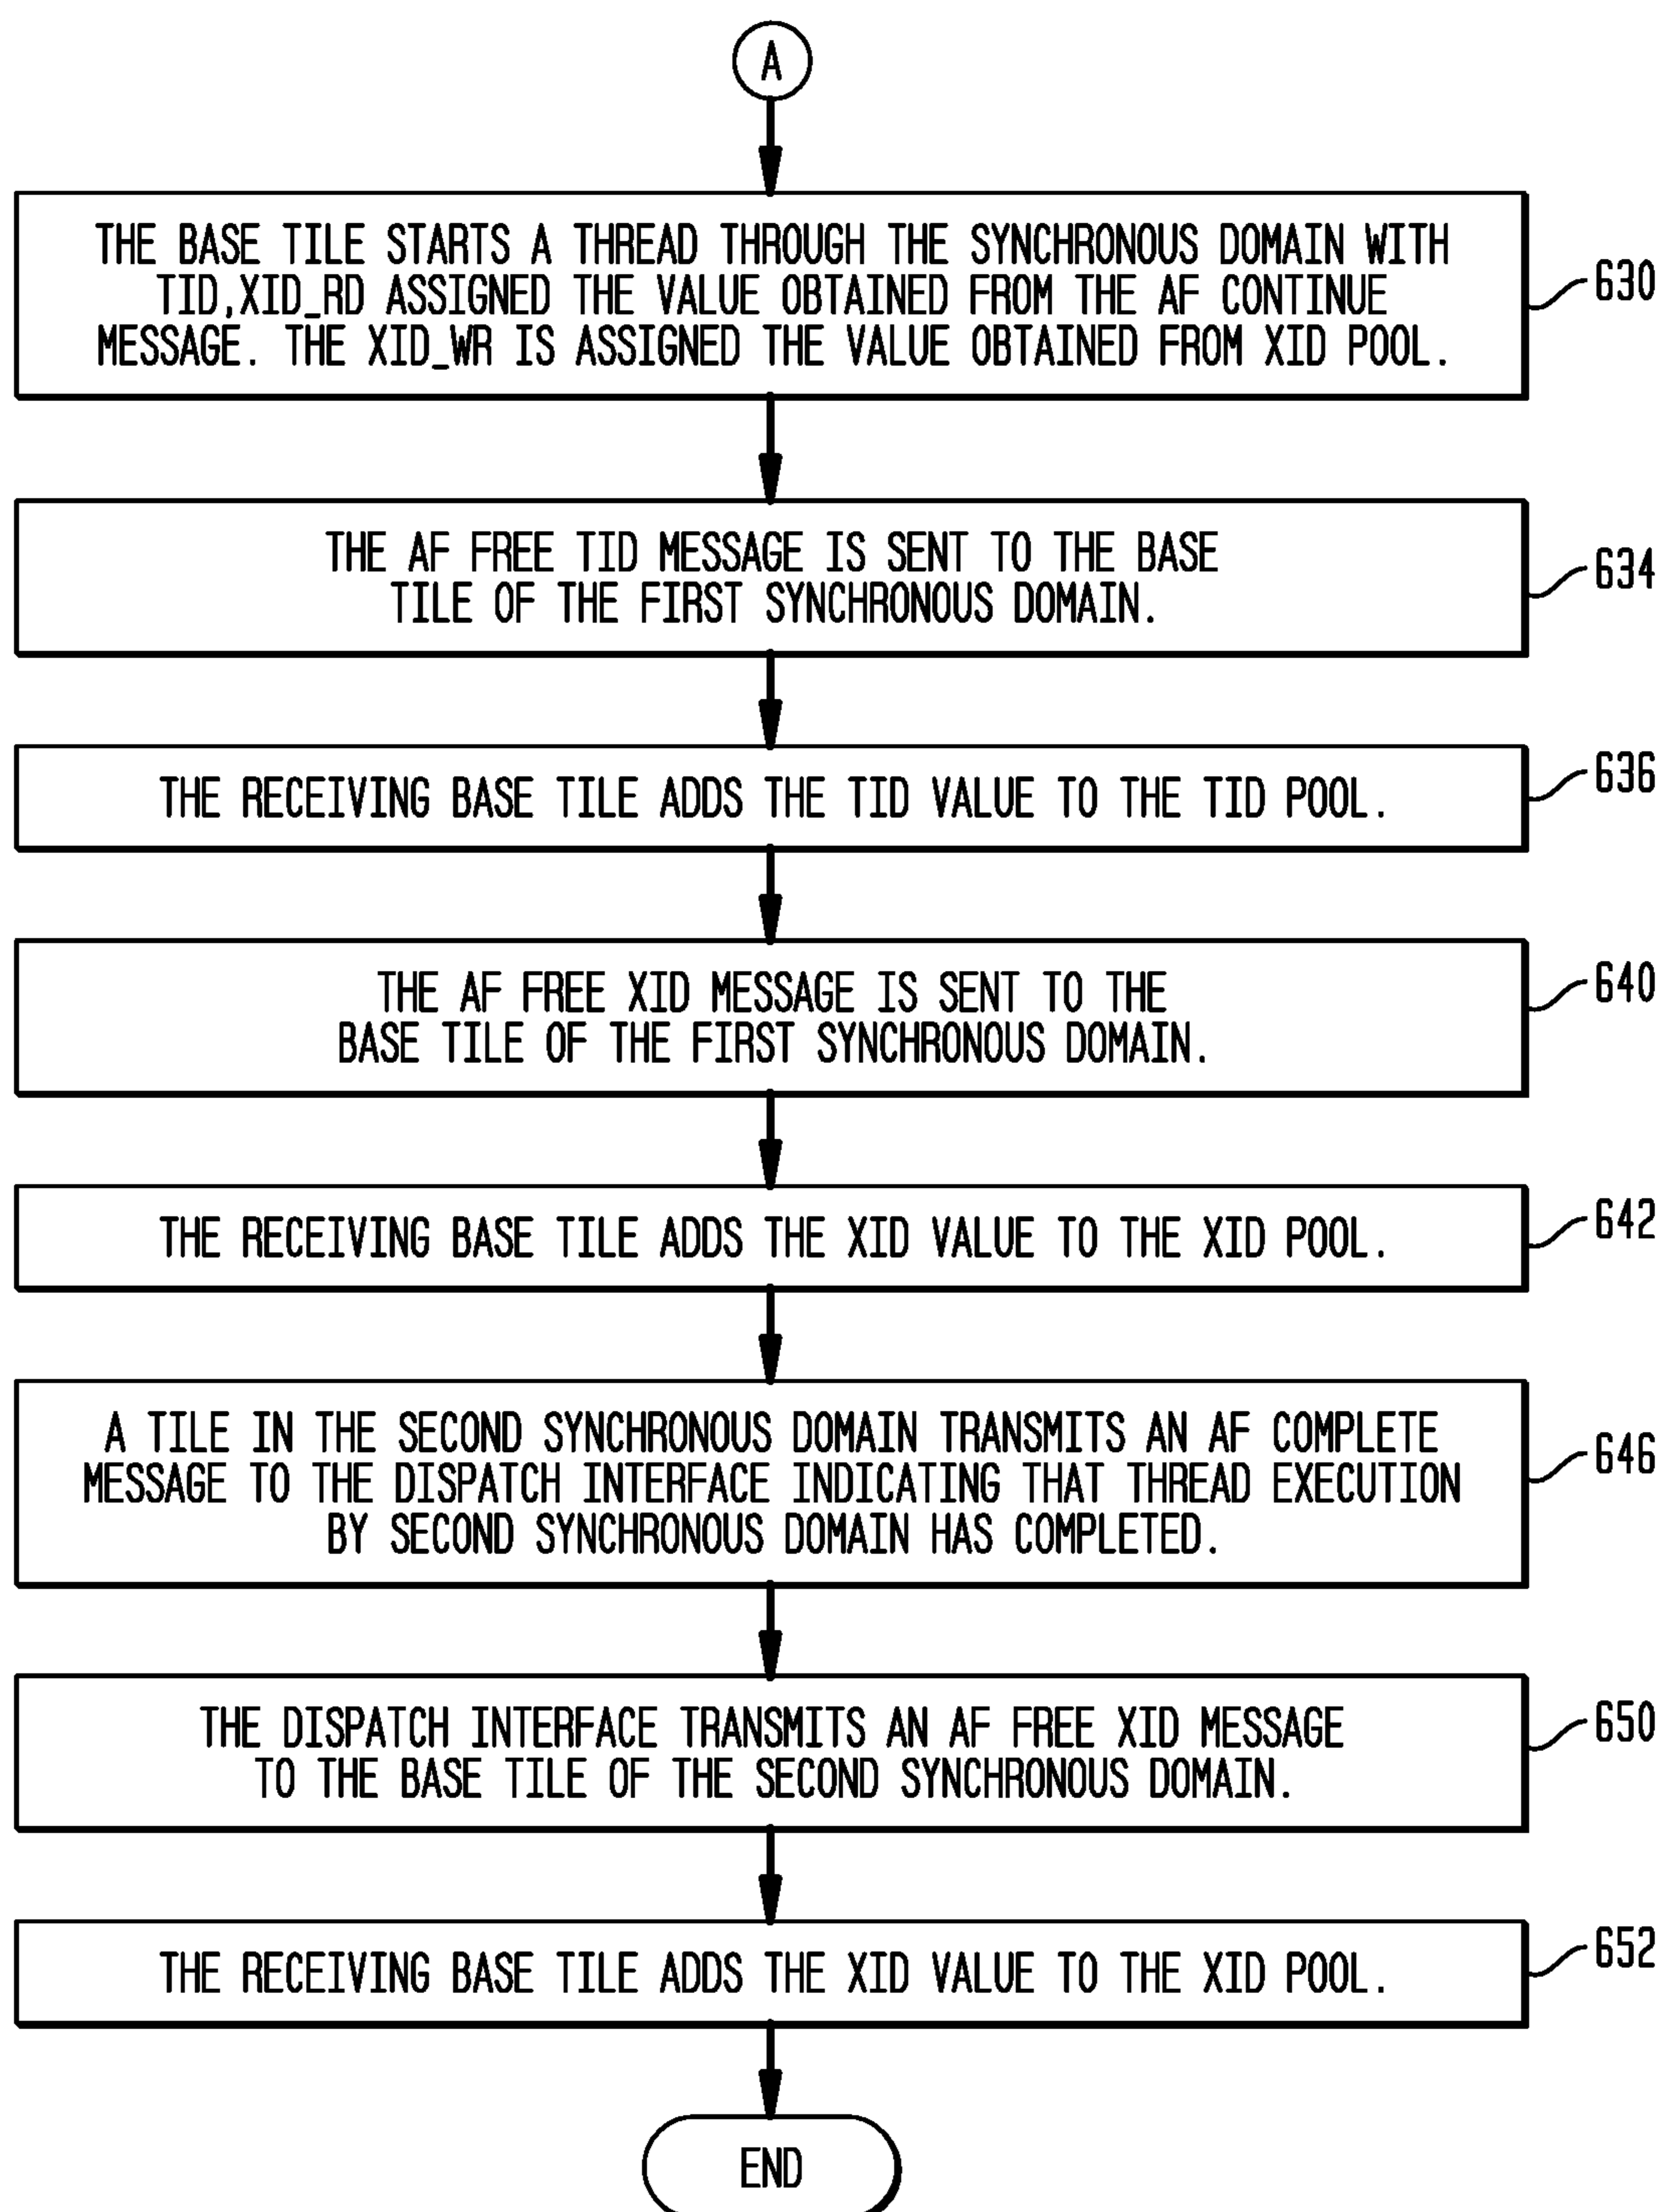 A
THE BASE TILE STARTS A THREAD THROUGH THE SYNCHRONOUS DOMAIN WITH
TID,XID_RD ASSIGNED THE VALUE OBTAINED FROM THE AF CONTINUE
MESSAGE. THE XID_WR IS ASSIGNED THE VALUE OBTAINED FROM XID POOL.
630
THE AF FREE TID MESSAGE IS SENT TO THE BASE
TILE OF THE FIRST SYNCHRONOUS DOMAIN.
634
THE RECEIVING BASE TILE ADDS THE TID VALUE TO THE TID POOL.
636
THE AF FREE XID MESSAGE IS SENT TO THE
BASE TILE OF THE FIRST SYNCHRONOUS DOMAIN.
640
THE RECEIVING BASE TILE ADDS THE XID VALUE TO THE XID POOL.
642
A TILE IN THE SECOND SYNCHRONOUS DOMAIN TRANSMITS AN AF COMPLETE
MESSAGE TO THE DISPATCH INTERFACE INDICATING THAT THREAD EXECUTION
BY SECOND SYNCHRONOUS DOMAIN HAS COMPLETED.
646
THE DISPATCH INTERFACE TRANSMITS AN AF FREE XID MESSAGE
TO THE BASE TILE OF THE SECOND SYNCHRONOUS DOMAIN.
650
THE RECEIVING BASE TILE ADDS THE XID VALUE TO THE XID POOL.
652
END